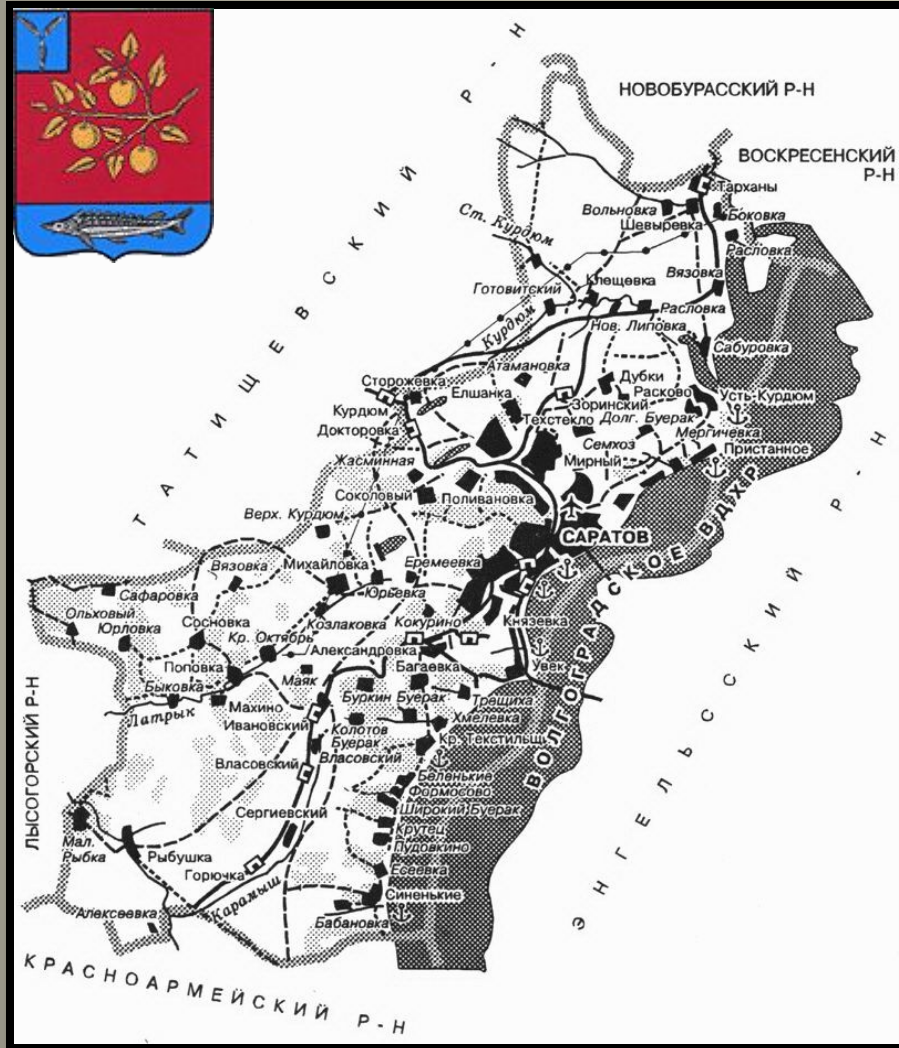 НОВОБУРАССКИЙ Р-Н
ВОСКРЕСЕНСКИЙ
Р-Н
ТАТИЩЕВСКИЙ Р-Н
Тарханы
Вольновка
Боковка
Шевыревка
Расловка
Ст. Курдюм
Вязовка
Клещевка
Готовитский
Расловка
Курдюм
Нов. Липовка
Сабуровка
Атамановка
Сторожевка
Дубки
Елшанка
Расково
Усть-Курдюм
Зоринский
Курдюм
Техстекло
Долг. Буерак
Докторовка
Мергичевка
Семхоз
Пристанное
Мирный
Жасминная
Соколовый
Поливановка
Верх. Курдюм
САРАТОВ
Вязовка
Михайловка
Еремеевка
Сафаровка
Юрьевка
Ольховый
Юрловка
Сосновка
Козлаковка
Кокурино
Князевка
Кр. Октябрь
Александровка
Поповка
Багаевка
Увек
Маяк
Быковка
Буркин Буерак
Трещиха
Латрык
Махино
Ивановский
Хмелевка
Колотов
Буерак
Кр. Текстильщ
Власовский
Власовский
Беленькие
Формосово
Широкий Буерак
Сергиевский
Крутец
Пудовкино
Мал.
Рыбка
Рыбушка
Горючка
Есеевка
Синенькие
Карамыш
Алексеевка
Бабановка
ВОЛГОГРАДСКОЕ ВДХР
ЭНГЕЛЬССКИЙ Р-Н
ЛЫСОГОРСКИЙ Р-Н
КРАСНОАРМЕЙСКИЙ Р-Н